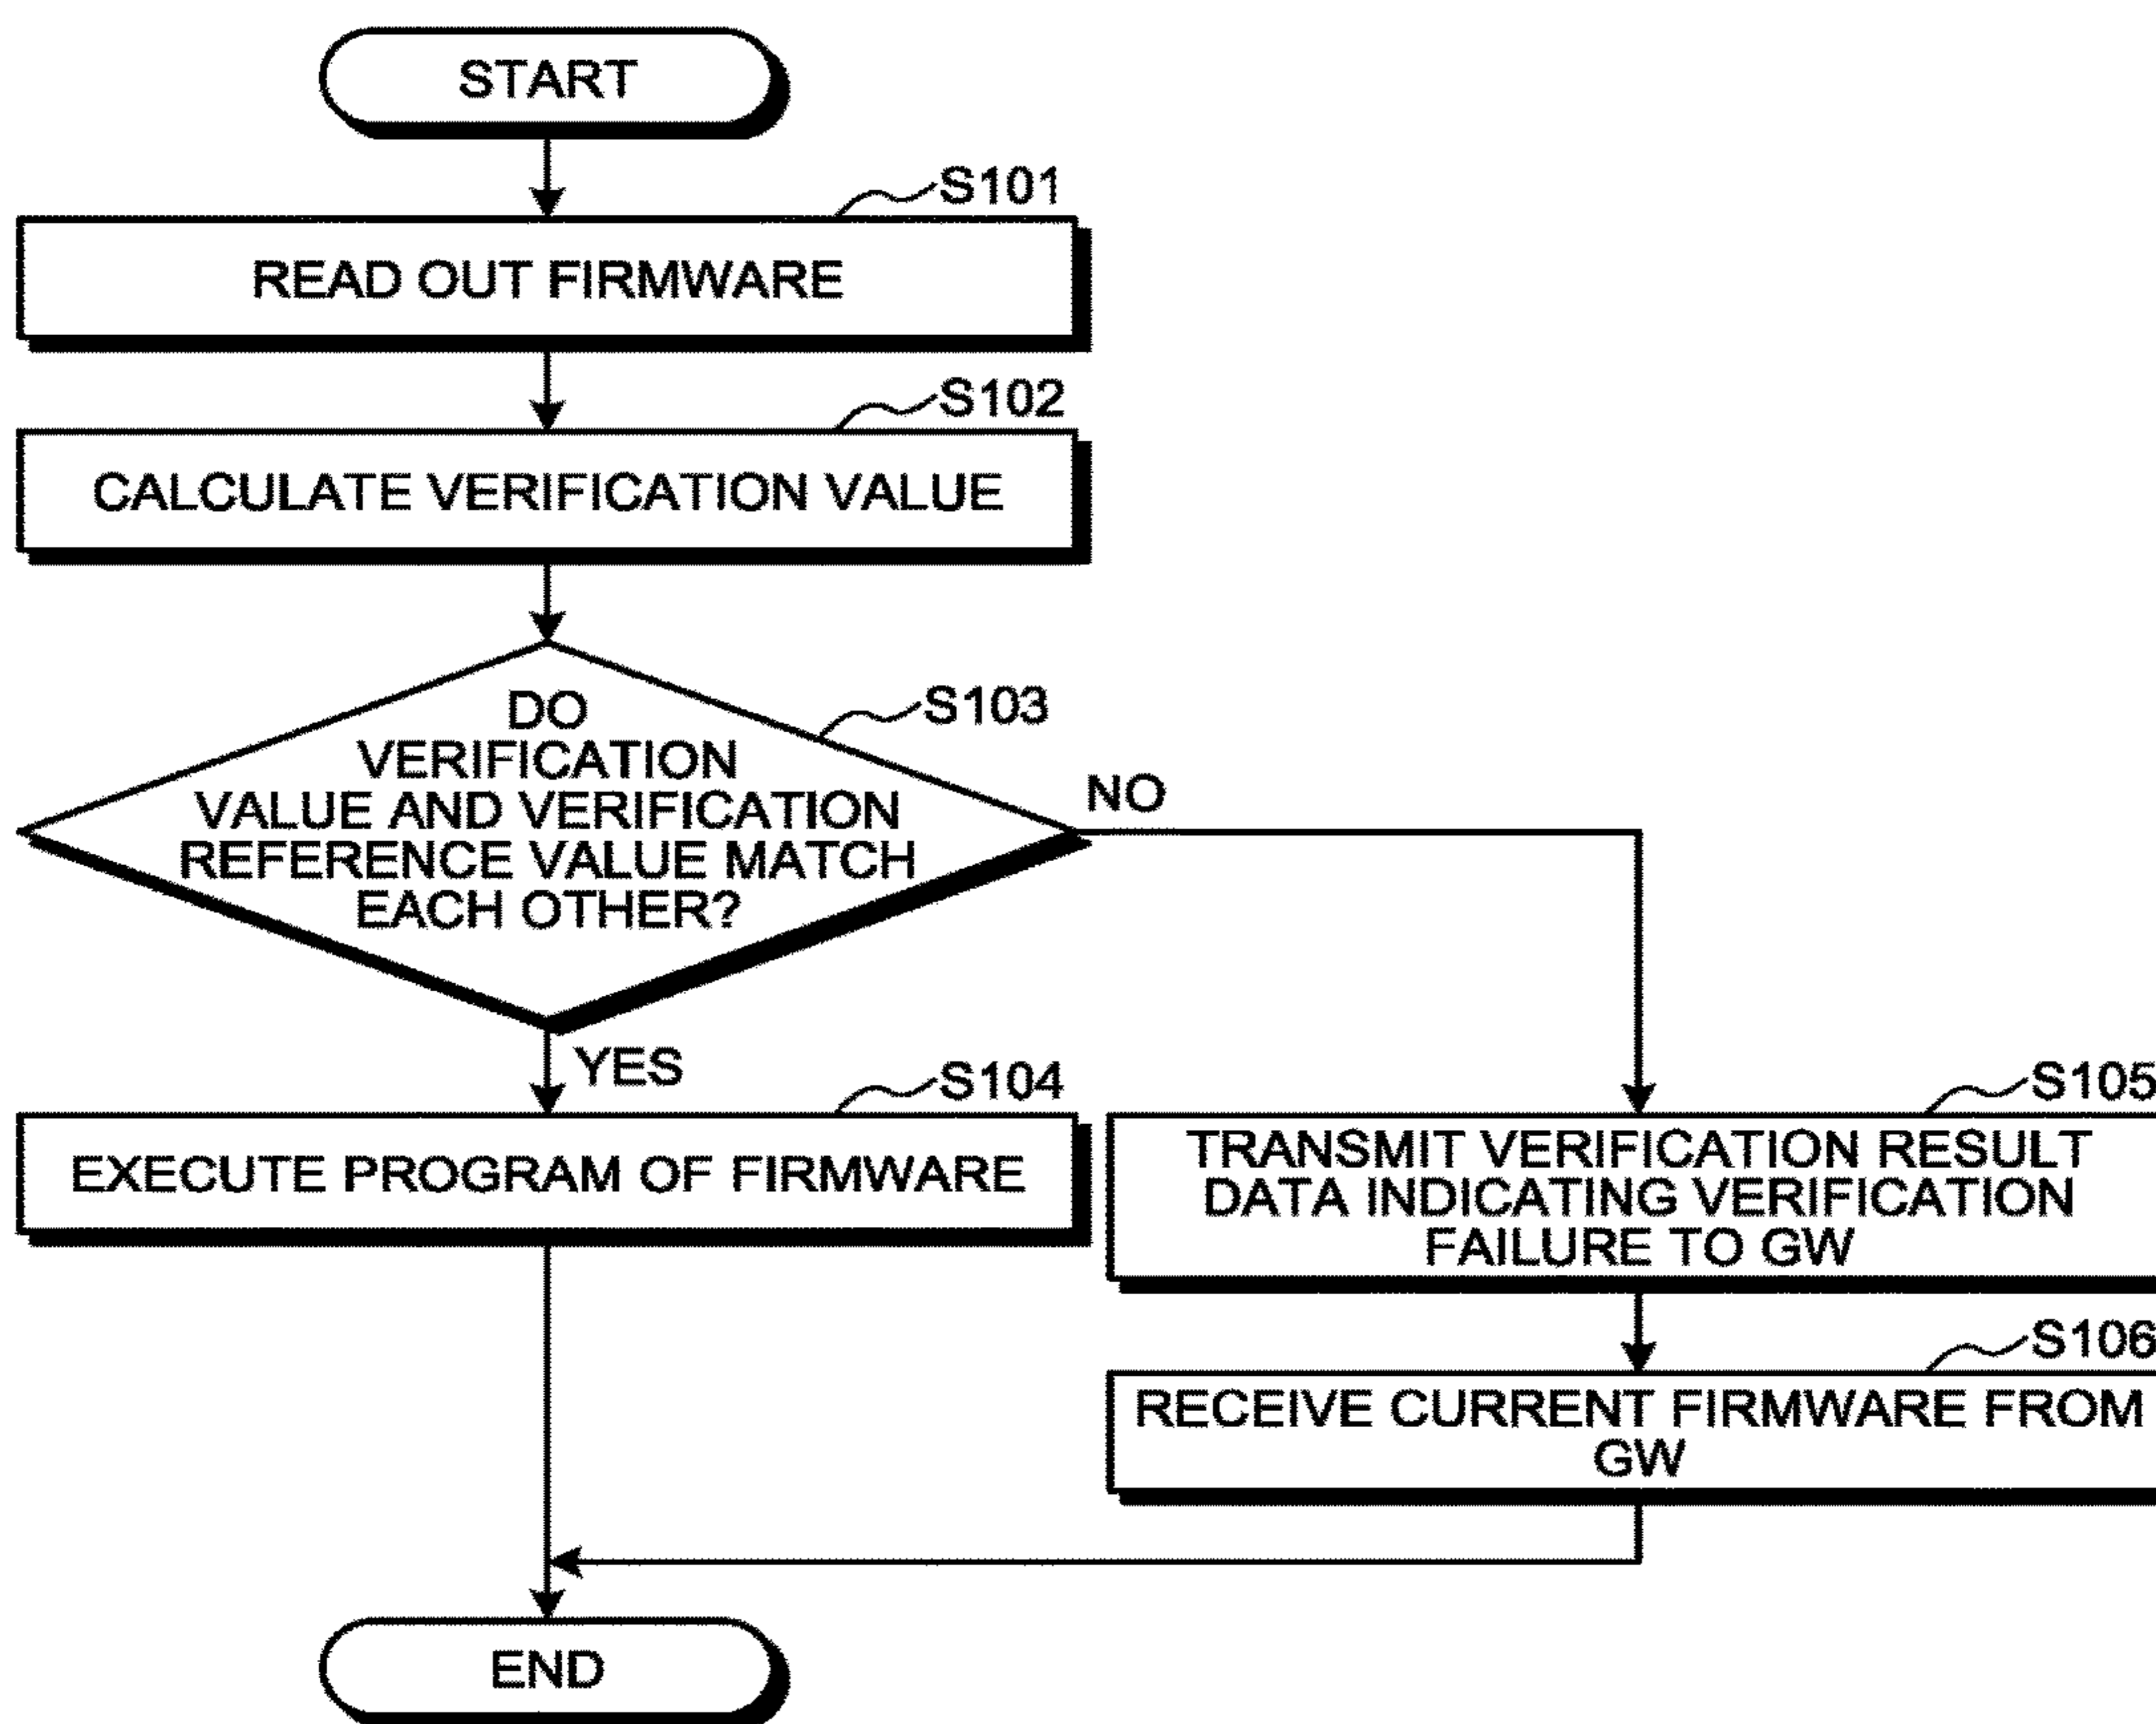 START
S101
READ OUT FIRMWARE
S102
CALCULATE VERIFICATION VALUE
S103
DO
VERIFICATION
VALUE AND VERIFICATION
REFERENCE VALUE MATCH
EACH OTHER?
NO
YES
S104
EXECUTE PROGRAM OF FIRMWARE
S105
TRANSMIT VERIFICATION RESULT
DATA INDICATING VERIFICATION
FAILURE TO GW
S106
RECEIVE CURRENT FIRMWARE FROM
GW
END